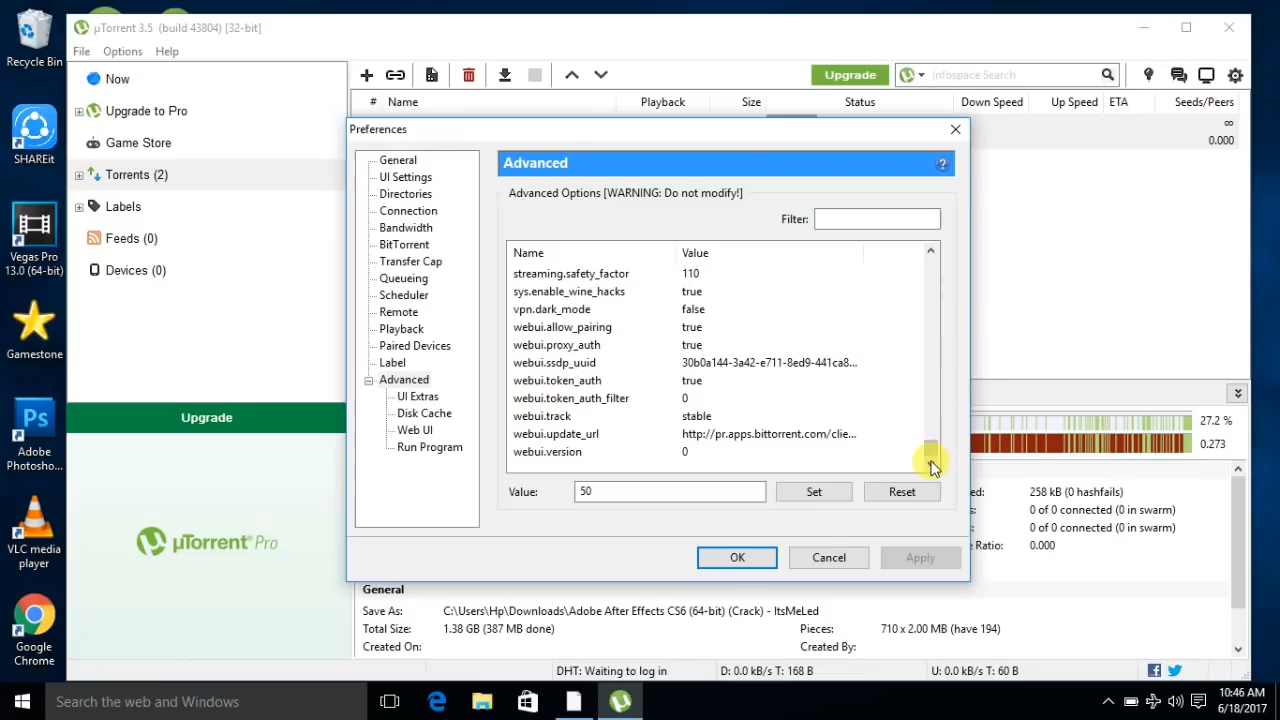 Recycle Bin
SHAREit
Vegas Pro
13.0 (64-bit)
Gamestone
Ps
Adobe
Photosho...
VLC media
player
Google
Chrome
µTorrent 3.5 (build 43804) [32-bit]
File Options Help
Now
Upgrade to Pro
Game Store
Torrents (2)
Labels
Feeds (0)
Devices (0)
Upgrade
µTorrent Pro
Upgrade
Infospace Search
# Name Playback Size Status Down Speed Up Speed ETA Seeds/Peers
∞
0.000
Preferences
General
UI Settings
Directories
Connection
Bandwidth
BitTorrent
Transfer Cap
Queueing
Scheduler
Remote
Playback
Paired Devices
Label
Advanced
UI Extras
Disk Cache
Web UI
Run Program
Advanced
Advanced Options [WARNING: Do not modify!]
Filter:
Name Value
streaming.safety_factor 110
sys.enable_wine_hacks true
vpn.dark_mode false
webui.allow_pairing true
webui.proxy_auth true
webui.ssdp_uuid 30b0a144-3a42-e711-8ed9-441ca8...
webui.token_auth true
webui.token_auth_filter 0
webui.track stable
webui.update_url http://pr.apps.bittorrent.com/clie...
webui.version 0
Value: 50 Set Reset
OK Cancel Apply
27.2 %
0.273
ed: 258 kB (0 hashfails)
0 of 0 connected (0 in swarm)
0 of 0 connected (0 in swarm)
e Ratio: 0.000
General
Save As: C:\Users\Hp\Downloads\Adobe After Effects CS6 (64-bit) (Crack) - ItsMeLed
Total Size: 1.38 GB (387 MB done) Pieces: 710 x 2.00 MB (have 194)
Created On: Created By:
DHT: Waiting to log in D: 0.0 kB/s T: 168 B U: 0.0 kB/s T: 60 B
Search the web and Windows
10:46 AM
6/18/2017